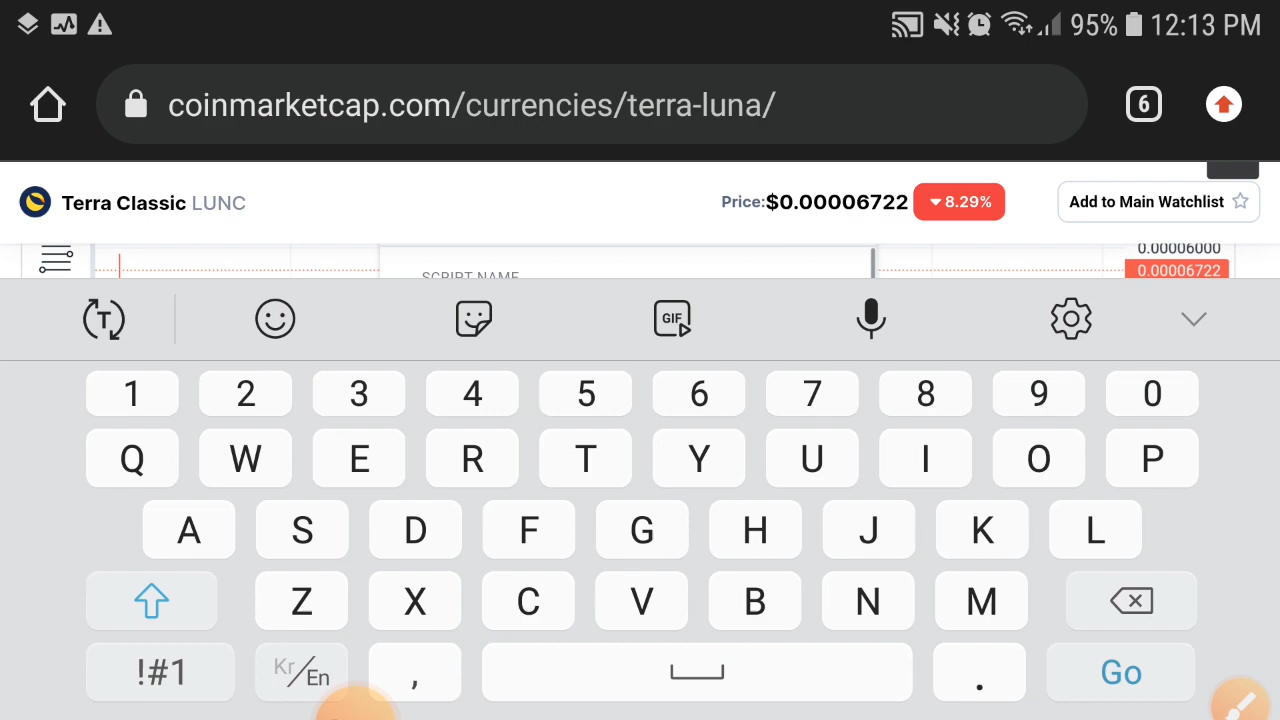 95% 12:13 PM
coinmarketcap.com/currencies/terra-luna/
6
Terra Classic LUNC
Price:$0.00006722
8.29%
Add to Main Watchlist
0.00006000
SCRIPT NAME
0.00006722
T
GIF
1 2 3 4 5 6 7 8 9 0
Q W E R T Y U I O P
A S D F G H J K L
Z X C V B N M
!#1 Kr/En , . Go